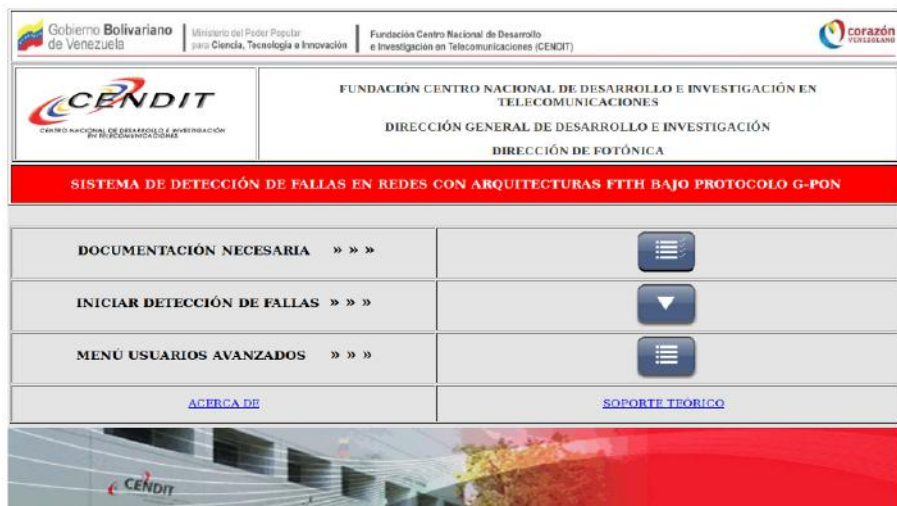 Gobierno Bolivariano
de Venezuela
Ministerio del Poder Popular
para Ciencia, Tecnología e Innovación
Fundación Centro Nacional de Desarrollo
e Investigación en Telecomunicaciones (CENDIT)
corazón
VENEZOLANO
CENDIT
CENTRO NACIONAL DE DESARROLLO E INVESTIGACIÓN
EN TELECOMUNICACIONES
FUNDACIÓN CENTRO NACIONAL DE DESARROLLO E INVESTIGACIÓN EN
TELECOMUNICACIONES
DIRECCIÓN GENERAL DE DESARROLLO E INVESTIGACIÓN
DIRECCIÓN DE FOTÓNICA
SISTEMA DE DETECCIÓN DE FALLAS EN REDES CON ARQUITECTURAS FTTH BAJO PROTOCOLO G-PON
DOCUMENTACIÓN NECESARIA » » »
INICIAR DETECCIÓN DE FALLAS » » »
MENÚ USUARIOS AVANZADOS » » »
ACERCA DE
SOPORTE TEÓRICO
CENDIT